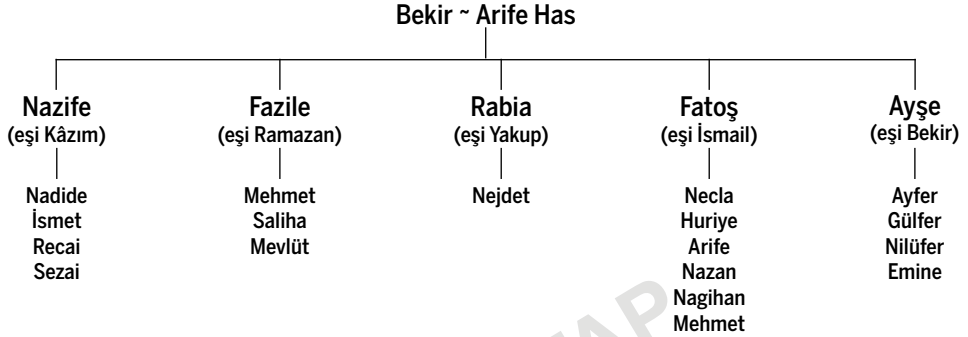 Bekir ~ Arife Has
Nazife
(eşi Kâzım)
Nadide
İsmet
Recai
Sezai
Fazile
(eşi Ramazan)
Mehmet
Saliha
Mevlüt
Rabia
(eşi Yakup)
Nejdet
Fatoş
(eşi İsmail)
Necla
Huriye
Arife
Nazan
Nagihan
Mehmet
Ayşe
(eşi Bekir)
Ayfer
Gülfer
Nilüfer
Emine
TAP